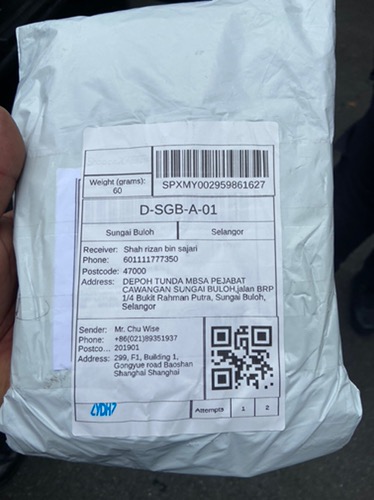 Weight (grams):
60
SPXMY002959861627
D-SGB-A-01
Sungai Buloh Selangor
Receiver: Shah rizan bin sajari
Phone: 601111777350
Postcode: 47000
Address: DEPOH TUNDA MBSA PEJABAT
CAWANGAN SUNGAI BULOH,jalan BRP
1/4 Bukit Rahman Putra, Sungai Buloh,
Selangor
Sender: Mr. Chu Wise
Phone: +86(021)89351937
Postco... 201901
Address: 299, F1, Building 1,
Gongyue road Baoshan
Shanghai Shanghai
LYDH7
Attempts 1 2